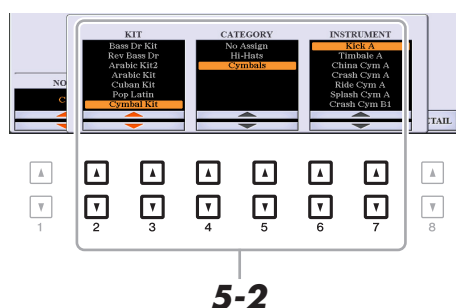 KIT
CATEGORY
INSTRUMENT
Bass Dr Kit
Rev Bass Dr
Arabic Kit2
Arabic Kit
Cuban Kit
Pop Latin
Cymbal Kit
No Assign
Hi-Hats
Cymbals
Kick A
Timbale A
China Cym A
Crash Cym A
Ride Cym A
Splash Cym A
Crash Cym B1
NO
C
TAIL
1
2
3
4
5
6
7
8
5-2